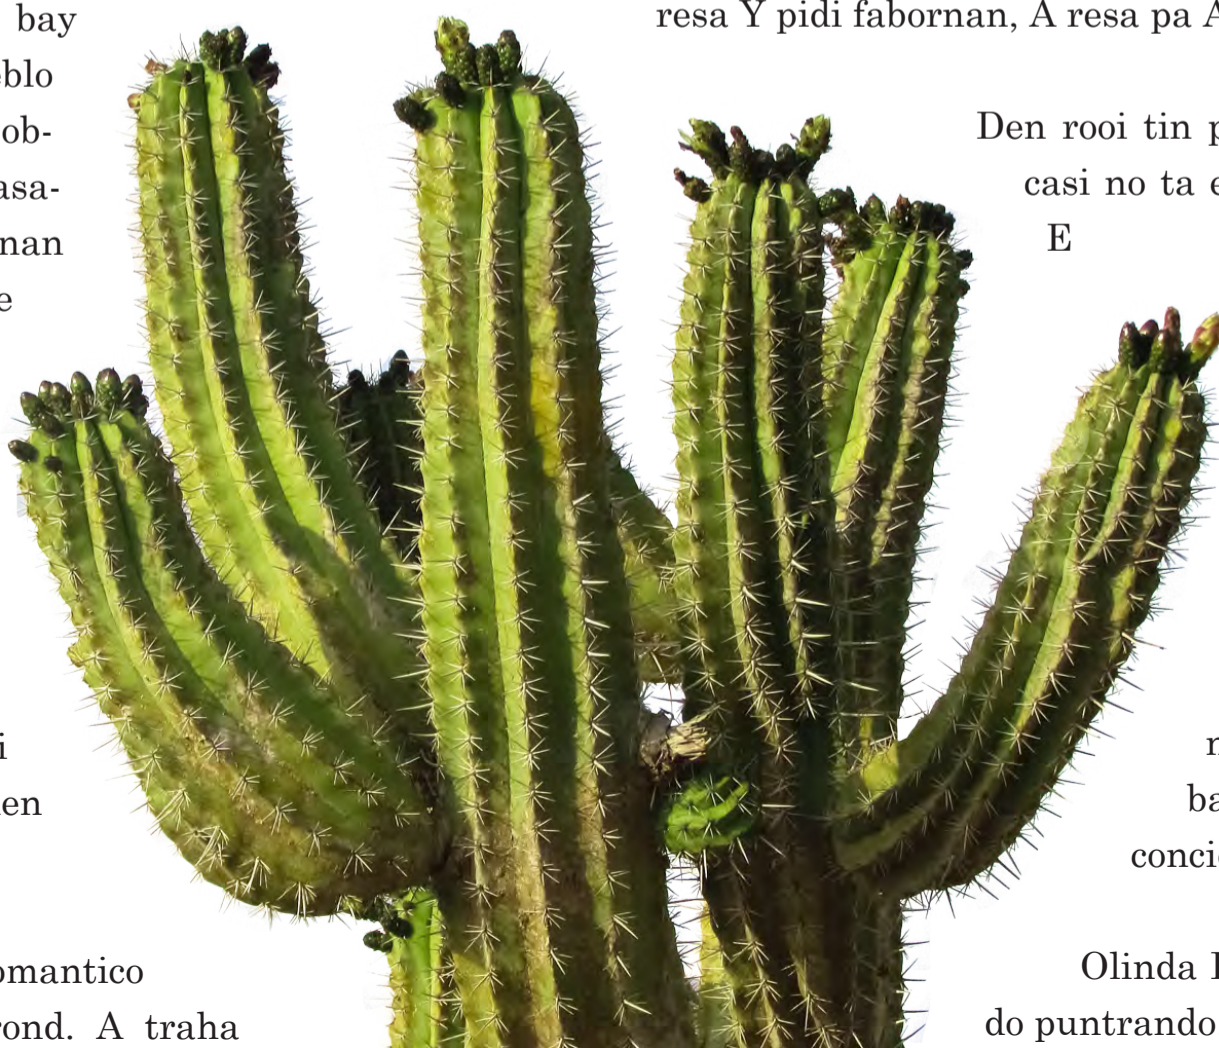 bay
eblo
ob-
asa-
nan
e
i
en
omantico
rond. A traha
resa Y pidi fabornan, A resa pa A
Den rooi tin p
casi no ta e
E
n
ba
conci
Olinda
do puntrando